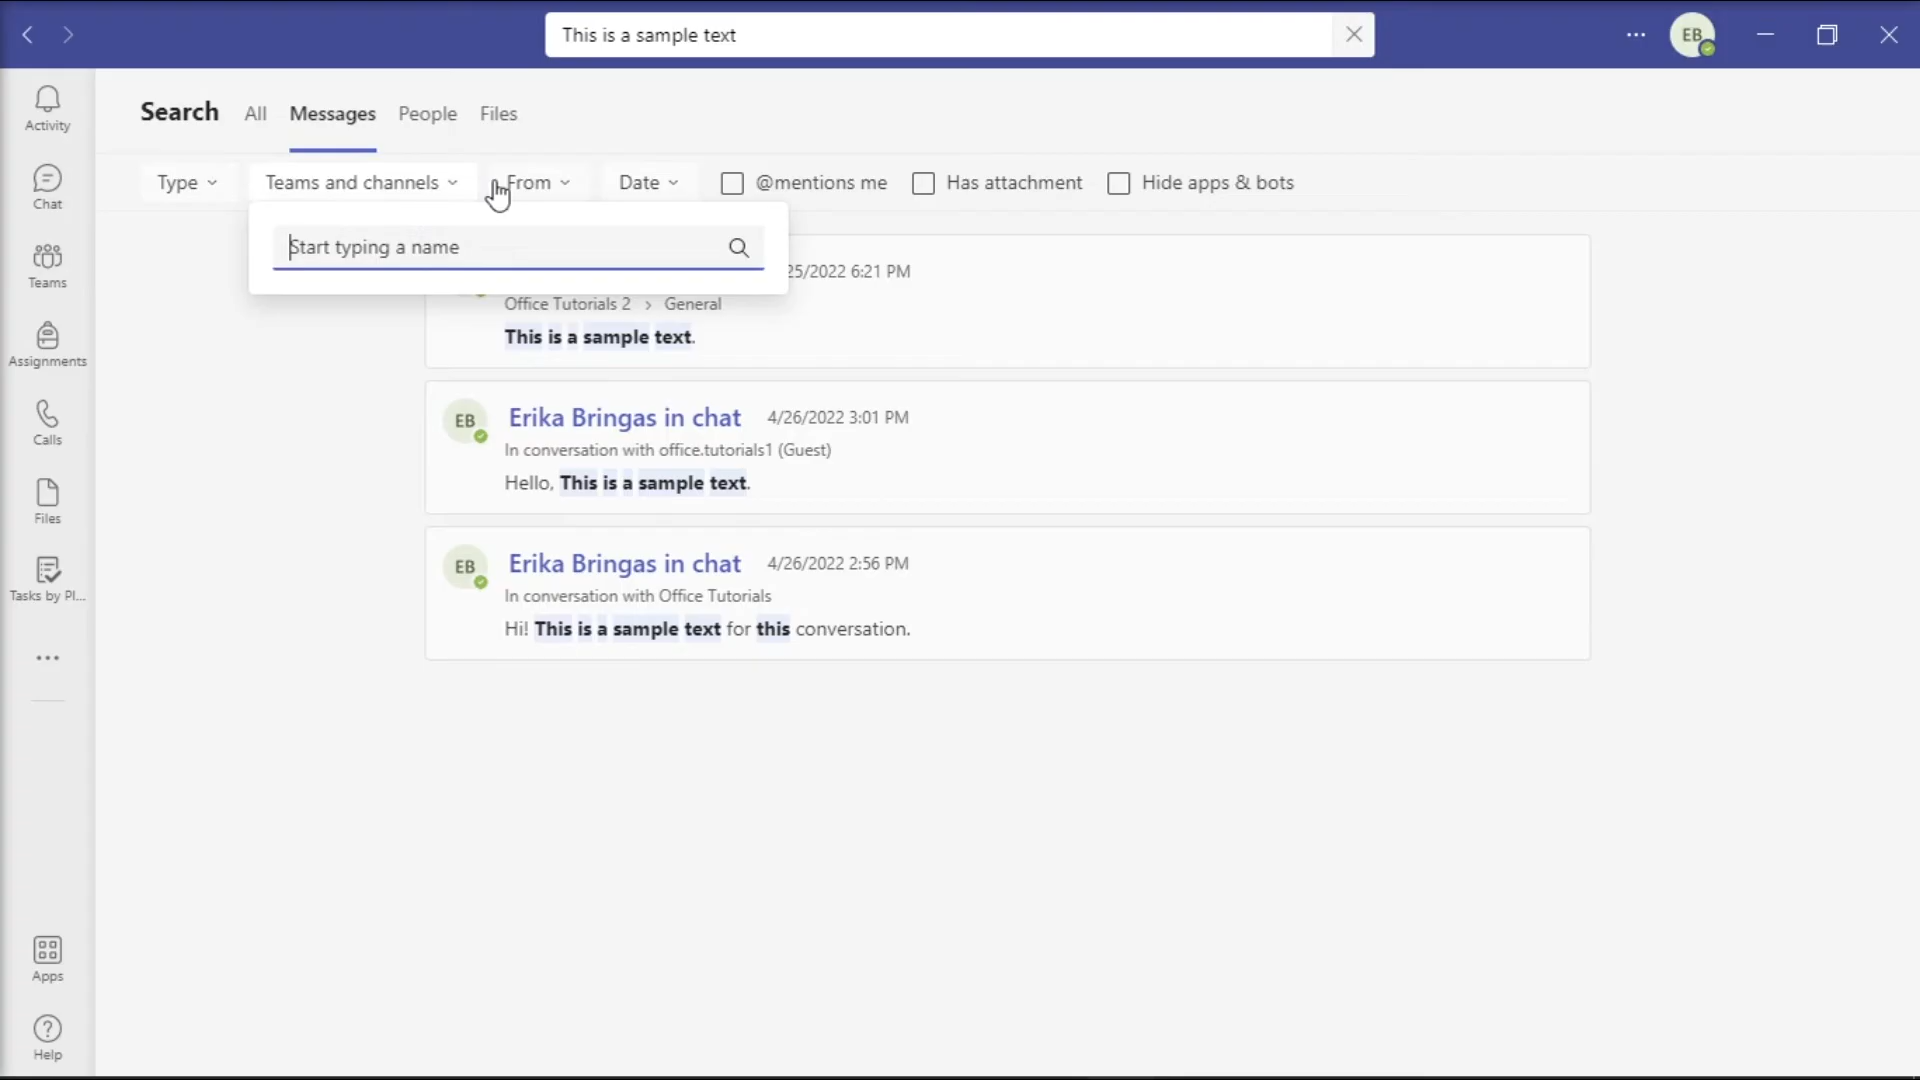 This is a sample text
EB
Search All Messages People Files
Type Teams and channels From Date @mentions me Has attachment Hide apps & bots
Start typing a name
25/2022 6:21 PM
Office Tutorials 2 > General
This is a sample text.
EB Erika Bringas in chat 4/26/2022 3:01 PM
In conversation with office.tutorials1 (Guest)
Hello, This is a sample text.
EB Erika Bringas in chat 4/26/2022 2:56 PM
In conversation with Office Tutorials
Hi! This is a sample text for this conversation.
Activity
Chat
Teams
Assignments
Calls
Files
Tasks by Pl...
Apps
Help